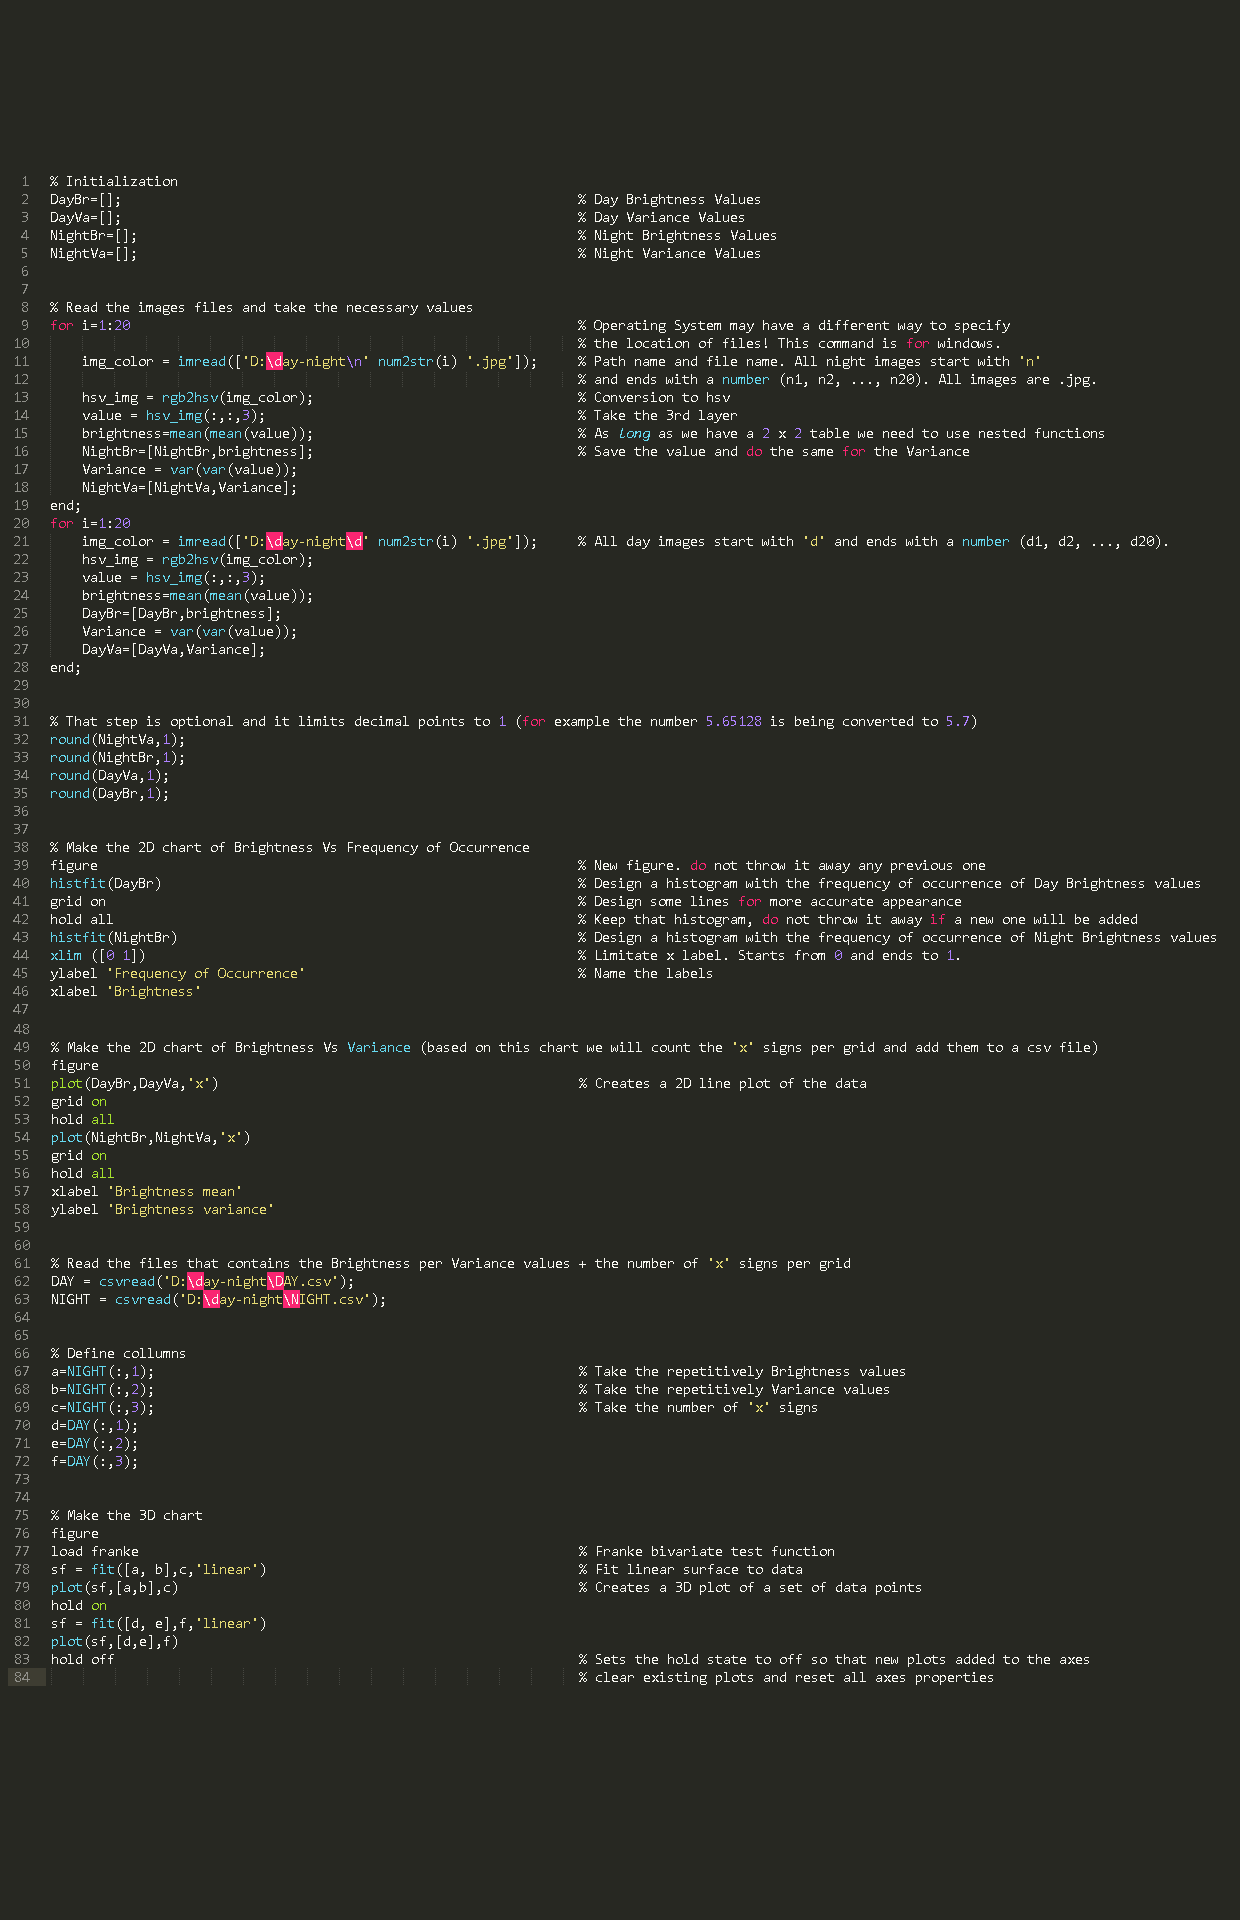 1 % Initialization
2 DayBr=[]; % Day Brightness Values
3 DayVa=[]; % Day Variance Values
4 NightBr=[]; % Night Brightness Values
5 NightVa=[]; % Night Variance Values
6
7
8 % Read the images files and take the necessary values
9 for i=1:20 % Operating System may have a different way to specify
10 % the location of files! This command is for windows.
11 img_color = imread(['D:\day-night\n' num2str(i) '.jpg']); % Path name and file name. All night images start with 'n'
12 % and ends with a number (n1, n2, ..., n20). All images are .jpg.
13 hsv_img = rgb2hsv(img_color); % Conversion to hsv
14 value = hsv_img(:,:,3); % Take the 3rd layer
15 brightness=mean(mean(value)); % As long as we have a 2 x 2 table we need to use nested functions
16 NightBr=[NightBr,brightness]; % Save the value and do the same for the Variance
17 Variance = var(var(value));
18 NightVa=[NightVa,Variance];
19 end;
20 for i=1:20
21 img_color = imread(['D:\day-night\d' num2str(i) '.jpg']); % All day images start with 'd' and ends with a number (d1, d2, ..., d20).
22 hsv_img = rgb2hsv(img_color);
23 value = hsv_img(:,:,3);
24 brightness=mean(mean(value));
25 DayBr=[DayBr,brightness];
26 Variance = var(var(value));
27 DayVa=[DayVa,Variance];
28 end;
29
30
31 % That step is optional and it limits decimal points to 1 (for example the number 5.65128 is being converted to 5.7)
32 round(NightVa,1);
33 round(NightBr,1);
34 round(DayVa,1);
35 round(DayBr,1);
36
37
38 % Make the 2D chart of Brightness Vs Frequency of Occurrence
39 figure % New figure. do not throw it away any previous one
40 histfit(DayBr) % Design a histogram with the frequency of occurrence of Day Brightness values
41 grid on % Design some lines for more accurate appearance
42 hold all % Keep that histogram, do not throw it away if a new one will be added
43 histfit(NightBr) % Design a histogram with the frequency of occurrence of Night Brightness values
44 xlim ([0 1]) % Limitate x label. Starts from 0 and ends to 1.
45 ylabel 'Frequency of Occurrence' % Name the labels
46 xlabel 'Brightness'
47
48
49 % Make the 2D chart of Brightness Vs Variance (based on this chart we will count the 'x' signs per grid and add them to a csv file)
50 figure
51 plot(DayBr,DayVa,'x') % Creates a 2D line plot of the data
52 grid on
53 hold all
54 plot(NightBr,NightVa,'x')
55 grid on
56 hold all
57 xlabel 'Brightness mean'
58 ylabel 'Brightness variance'
59
60
61 % Read the files that contains the Brightness per Variance values + the number of 'x' signs per grid
62 DAY = csvread('D:\day-night\DAY.csv');
63 NIGHT = csvread('D:\day-night\NIGHT.csv');
64
65
66 % Define collumns
67 a=NIGHT(:,1); % Take the repetitively Brightness values
68 b=NIGHT(:,2); % Take the repetitively Variance values
69 c=NIGHT(:,3); % Take the number of 'x' signs
70 d=DAY(:,1);
71 e=DAY(:,2);
72 f=DAY(:,3);
73
74
75 % Make the 3D chart
76 figure
77 load franke % Franke bivariate test function
78 sf = fit([a, b],c,'linear') % Fit linear surface to data
79 plot(sf,[a,b],c) % Creates a 3D plot of a set of data points
80 hold on
81 sf = fit([d, e],f,'linear')
82 plot(sf,[d,e],f)
83 hold off % Sets the hold state to off so that new plots added to the axes
84 % clear existing plots and reset all axes properties